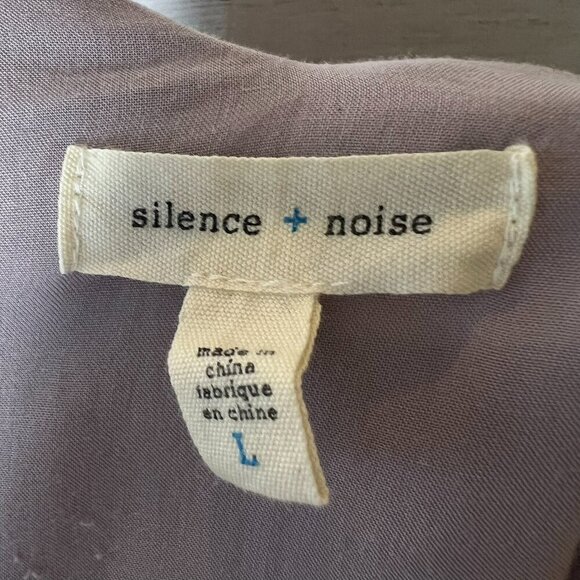 silence + noise
made in
china
fabrique
en chine
L